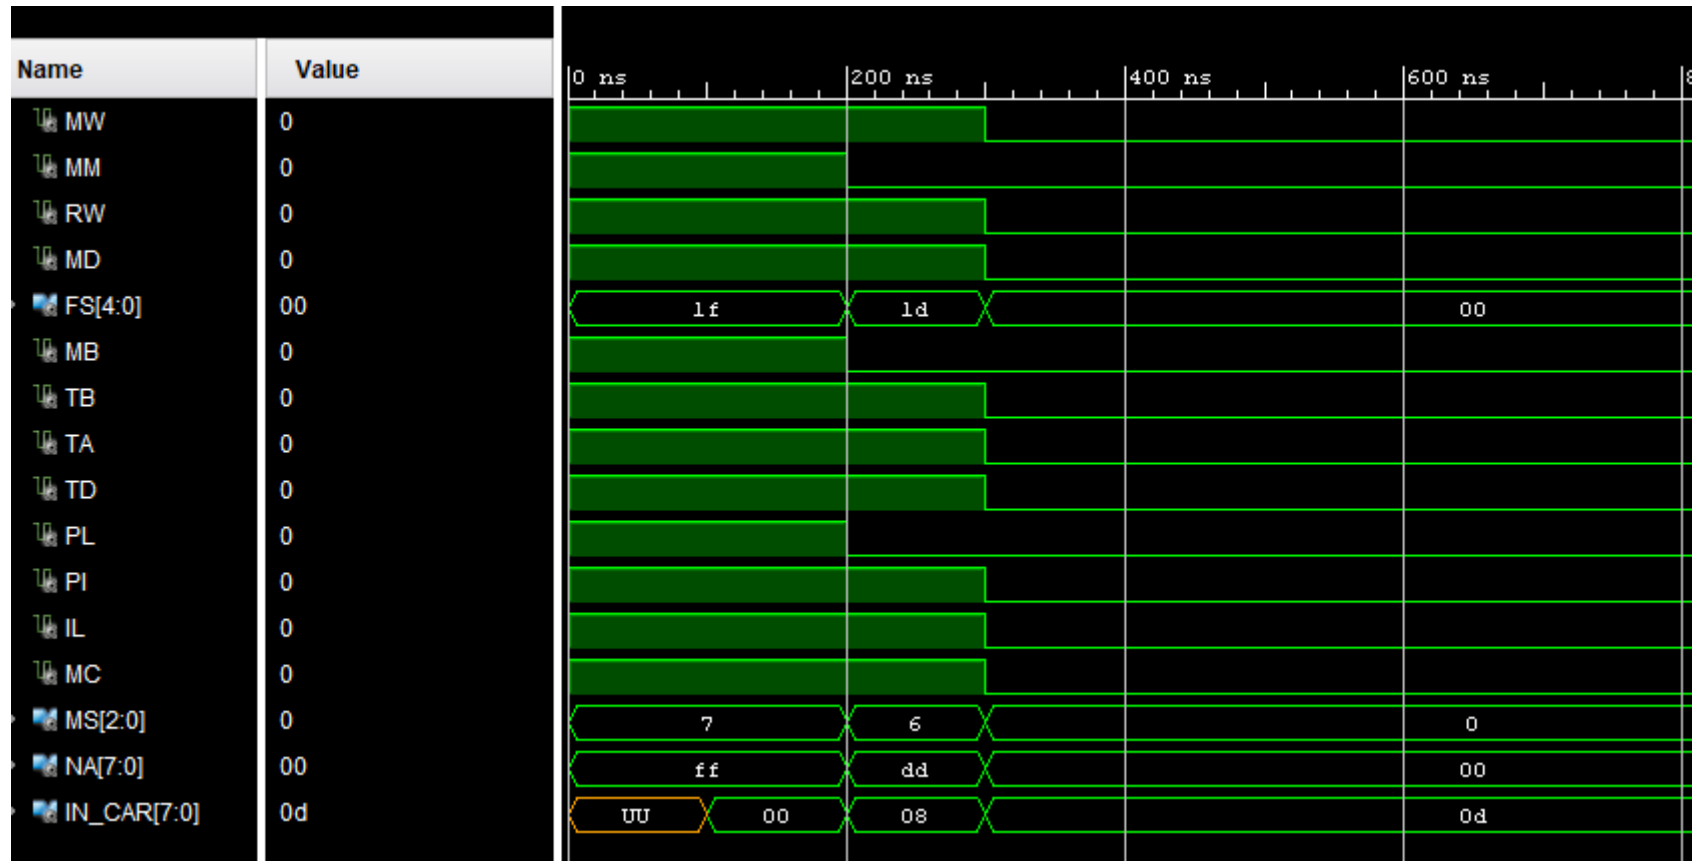 Name Value 0 ns 200 ns 400 ns 600 ns 8
MW 0
MM 0
RW 0
MD 0
FS[4:0] 00 1f 1d 00
MB 0
TB 0
TA 0
TD 0
PL 0
PI 0
IL 0
MC 0
MS[2:0] 0 7 6 0
NA[7:0] 00 ff dd 00
IN_CAR[7:0] 0d UU 00 08 0d